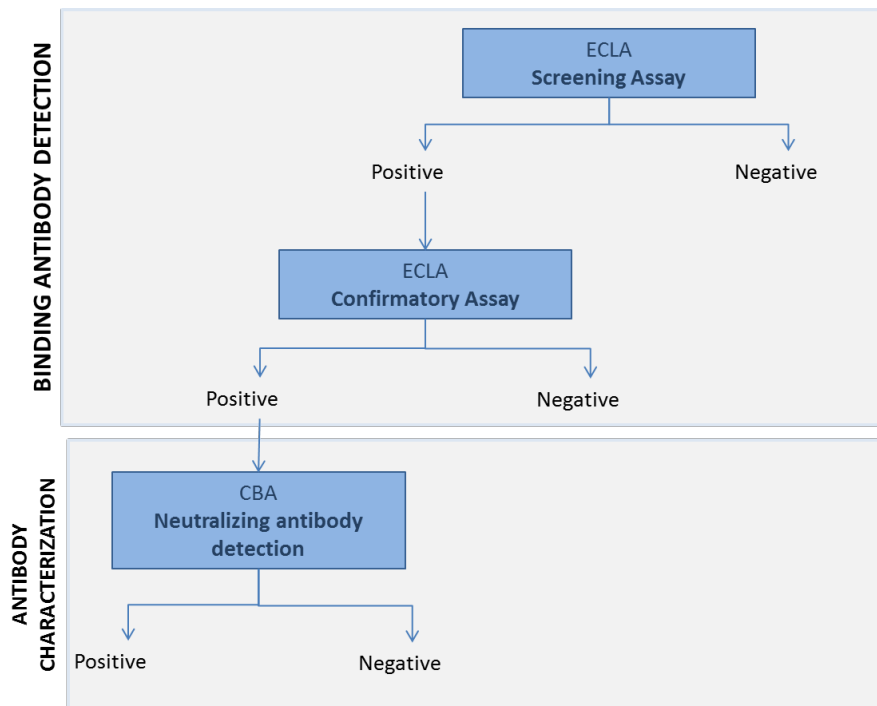 BINDING ANTIBODY DETECTION
ECLA
Screening Assay
Positive
Negative
ECLA
Confirmatory Assay
Positive
Negative
ANTIBODY
CHARACTERIZATION
CBA
Neutralizing antibody
detection
Positive
Negative